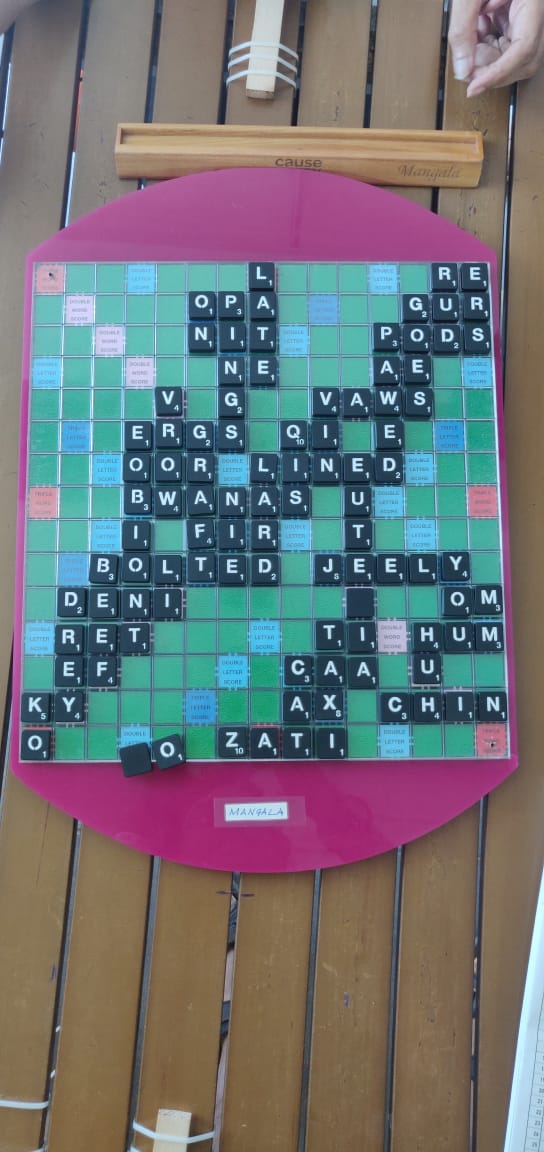 cause
Mangala
L R E
O P A G U R
N I T P O D S
N E A E
V G V A W S
E R G S Q I E
O O R L I N E D
B W A N A S U
I F I R T
B O L T E D J E E L Y
D E N I O M
R E T T I H U M
E F C A A U
K Y A X C H I N
O O Z A T I
MANGALA